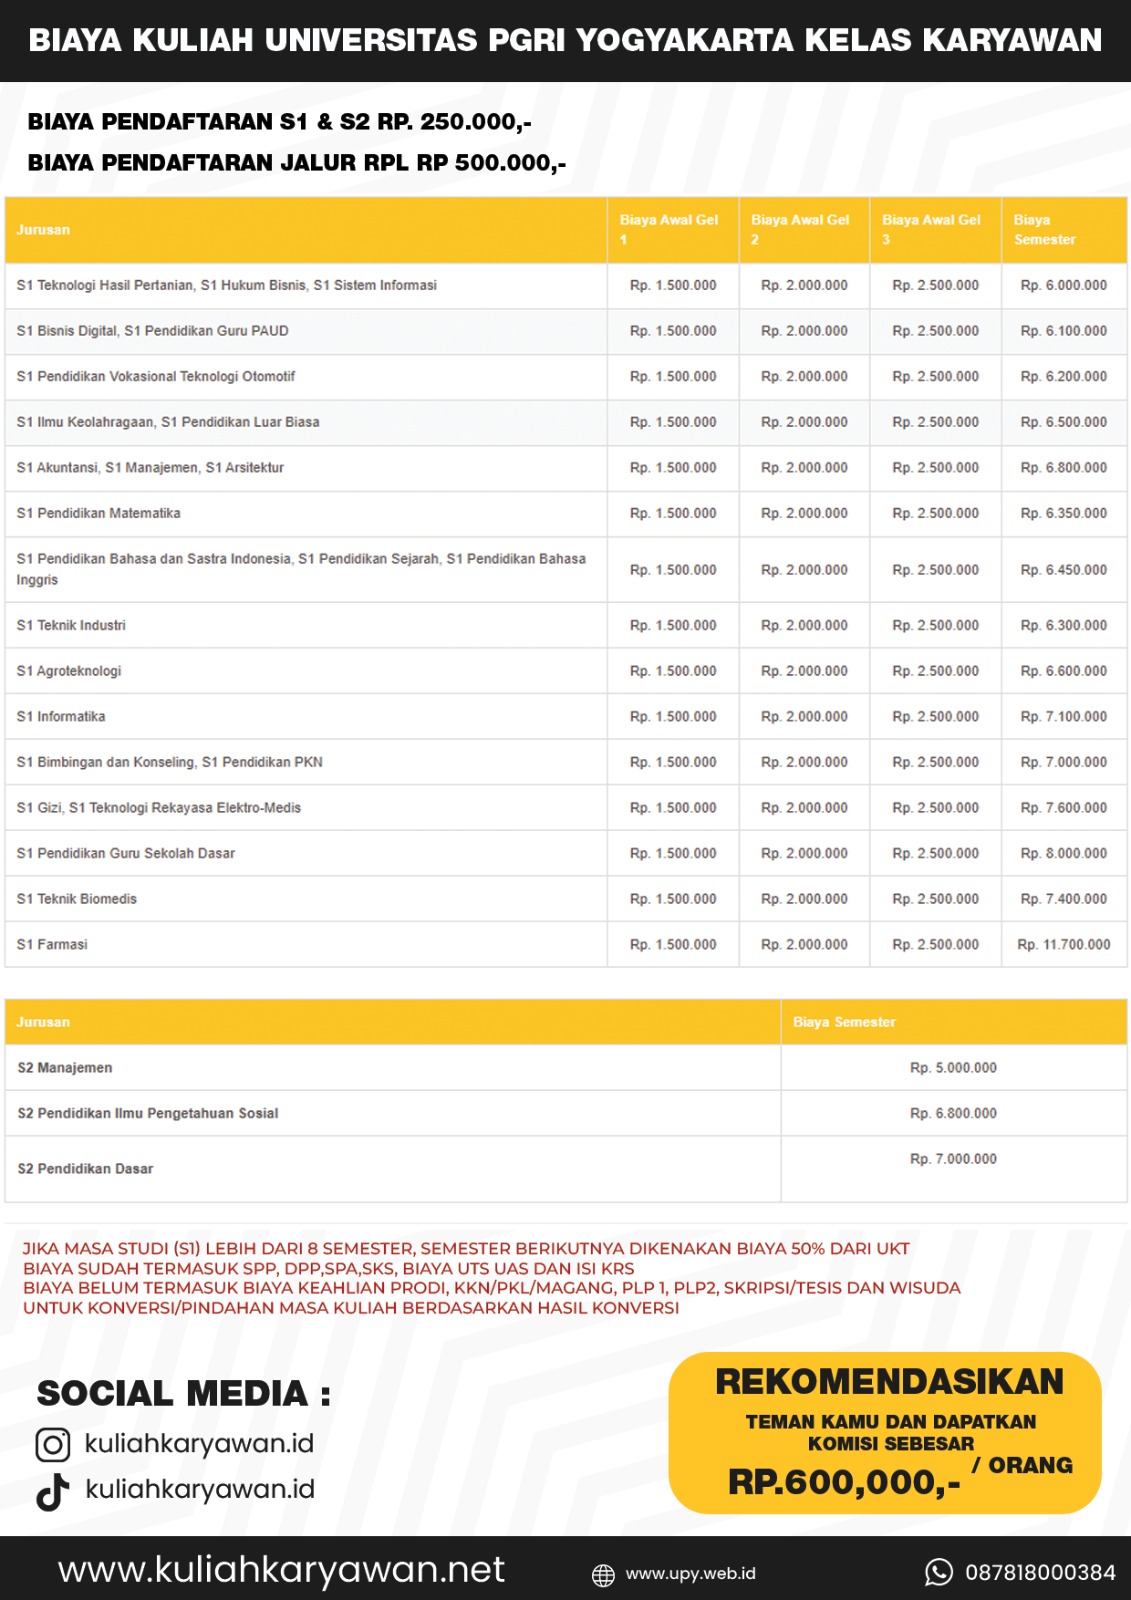 BIAYA KULIAH UNIVERSITAS PGRI YOGYAKARTA KELAS KARYAWAN
BIAYA PENDAFTARAN S1 & S2 RP. 250.000,-
BIAYA PENDAFTARAN JALUR RPL RP 500.000,-
Jurusan Biaya Awal Gel 1 Biaya Awal Gel 2 Biaya Awal Gel 3 Biaya Semester
S1 Teknologi Hasil Pertanian, S1 Hukum Bisnis, S1 Sistem Informasi Rp. 1.500.000 Rp. 2.000.000 Rp. 2.500.000 Rp. 6.000.000
S1 Bisnis Digital, S1 Pendidikan Guru PAUD Rp. 1.500.000 Rp. 2.000.000 Rp. 2.500.000 Rp. 6.100.000
S1 Pendidikan Vokasional Teknologi Otomotif Rp. 1.500.000 Rp. 2.000.000 Rp. 2.500.000 Rp. 6.200.000
S1 Ilmu Keolahragaan, S1 Pendidikan Luar Biasa Rp. 1.500.000 Rp. 2.000.000 Rp. 2.500.000 Rp. 6.500.000
S1 Akuntansi, S1 Manajemen, S1 Arsitektur Rp. 1.500.000 Rp. 2.000.000 Rp. 2.500.000 Rp. 6.800.000
S1 Pendidikan Matematika Rp. 1.500.000 Rp. 2.000.000 Rp. 2.500.000 Rp. 6.350.000
S1 Pendidikan Bahasa dan Sastra Indonesia, S1 Pendidikan Sejarah, S1 Pendidikan Bahasa
Inggris Rp. 1.500.000 Rp. 2.000.000 Rp. 2.500.000 Rp. 6.450.000
S1 Teknik Industri Rp. 1.500.000 Rp. 2.000.000 Rp. 2.500.000 Rp. 6.300.000
S1 Agroteknologi Rp. 1.500.000 Rp. 2.000.000 Rp. 2.500.000 Rp. 6.600.000
S1 Informatika Rp. 1.500.000 Rp. 2.000.000 Rp. 2.500.000 Rp. 7.100.000
S1 Bimbingan dan Konseling, S1 Pendidikan PKN Rp. 1.500.000 Rp. 2.000.000 Rp. 2.500.000 Rp. 7.000.000
S1 Gizi, S1 Teknologi Rekayasa Elektro-Medis Rp. 1.500.000 Rp. 2.000.000 Rp. 2.500.000 Rp. 7.600.000
S1 Pendidikan Guru Sekolah Dasar Rp. 1.500.000 Rp. 2.000.000 Rp. 2.500.000 Rp. 8.000.000
S1 Teknik Biomedis Rp. 1.500.000 Rp. 2.000.000 Rp. 2.500.000 Rp. 7.400.000
S1 Farmasi Rp. 1.500.000 Rp. 2.000.000 Rp. 2.500.000 Rp. 11.700.000
Jurusan Biaya Semester
S2 Manajemen Rp. 5.000.000
S2 Pendidikan Ilmu Pengetahuan Sosial Rp. 6.800.000
S2 Pendidikan Dasar Rp. 7.000.000
JIKA MASA STUDI (S1) LEBIH DARI 8 SEMESTER, SEMESTER BERIKUTNYA DIKENAKAN BIAYA 50% DARI UKT
BIAYA SUDAH TERMASUK SPP, DPP,SPA,SKS, BIAYA UTS UAS DAN ISI KRS
BIAYA BELUM TERMASUK BIAYA KEAHLIAN PRODI, KKN/PKL/MAGANG, PLP 1, PLP2, SKRIPSI/TESIS DAN WISUDA
UNTUK KONVERSI/PINDAHAN MASA KULIAH BERDASARKAN HASIL KONVERSI
SOCIAL MEDIA :
kuliahkaryawan.id
kuliahkaryawan.id
REKOMENDASIKAN
TEMAN KAMU DAN DAPATKAN
KOMISI SEBESAR
RP.600,000,- / ORANG
www.kuliahkaryawan.net www.upy.web.id 087818000384